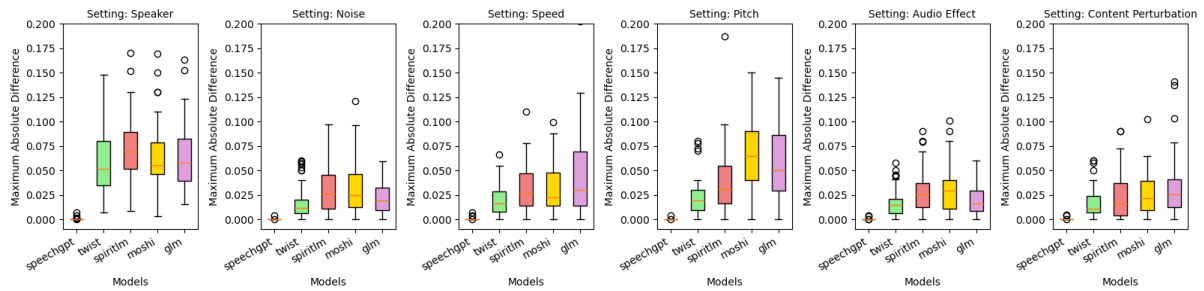 Setting: Speaker
Maximum Absolute Difference
0.200
0.175
0.150
0.125
0.100
0.075
0.050
0.025
0.000
speechgpt
twist
spiritlm
moshi
glm
Models
Setting: Noise
Maximum Absolute Difference
0.200
0.175
0.150
0.125
0.100
0.075
0.050
0.025
0.000
speechgpt
twist
spiritlm
moshi
glm
Models
Setting: Speed
Maximum Absolute Difference
0.200
0.175
0.150
0.125
0.100
0.075
0.050
0.025
0.000
speechgpt
twist
spiritlm
moshi
glm
Models
Setting: Pitch
Maximum Absolute Difference
0.200
0.175
0.150
0.125
0.100
0.075
0.050
0.025
0.000
speechgpt
twist
spiritlm
moshi
glm
Models
Setting: Audio Effect
Maximum Absolute Difference
0.200
0.175
0.150
0.125
0.100
0.075
0.050
0.025
0.000
speechgpt
twist
spiritlm
moshi
glm
Models
Setting: Content Perturbation
Maximum Absolute Difference
0.200
0.175
0.150
0.125
0.100
0.075
0.050
0.025
0.000
speechgpt
twist
spiritlm
moshi
glm
Models